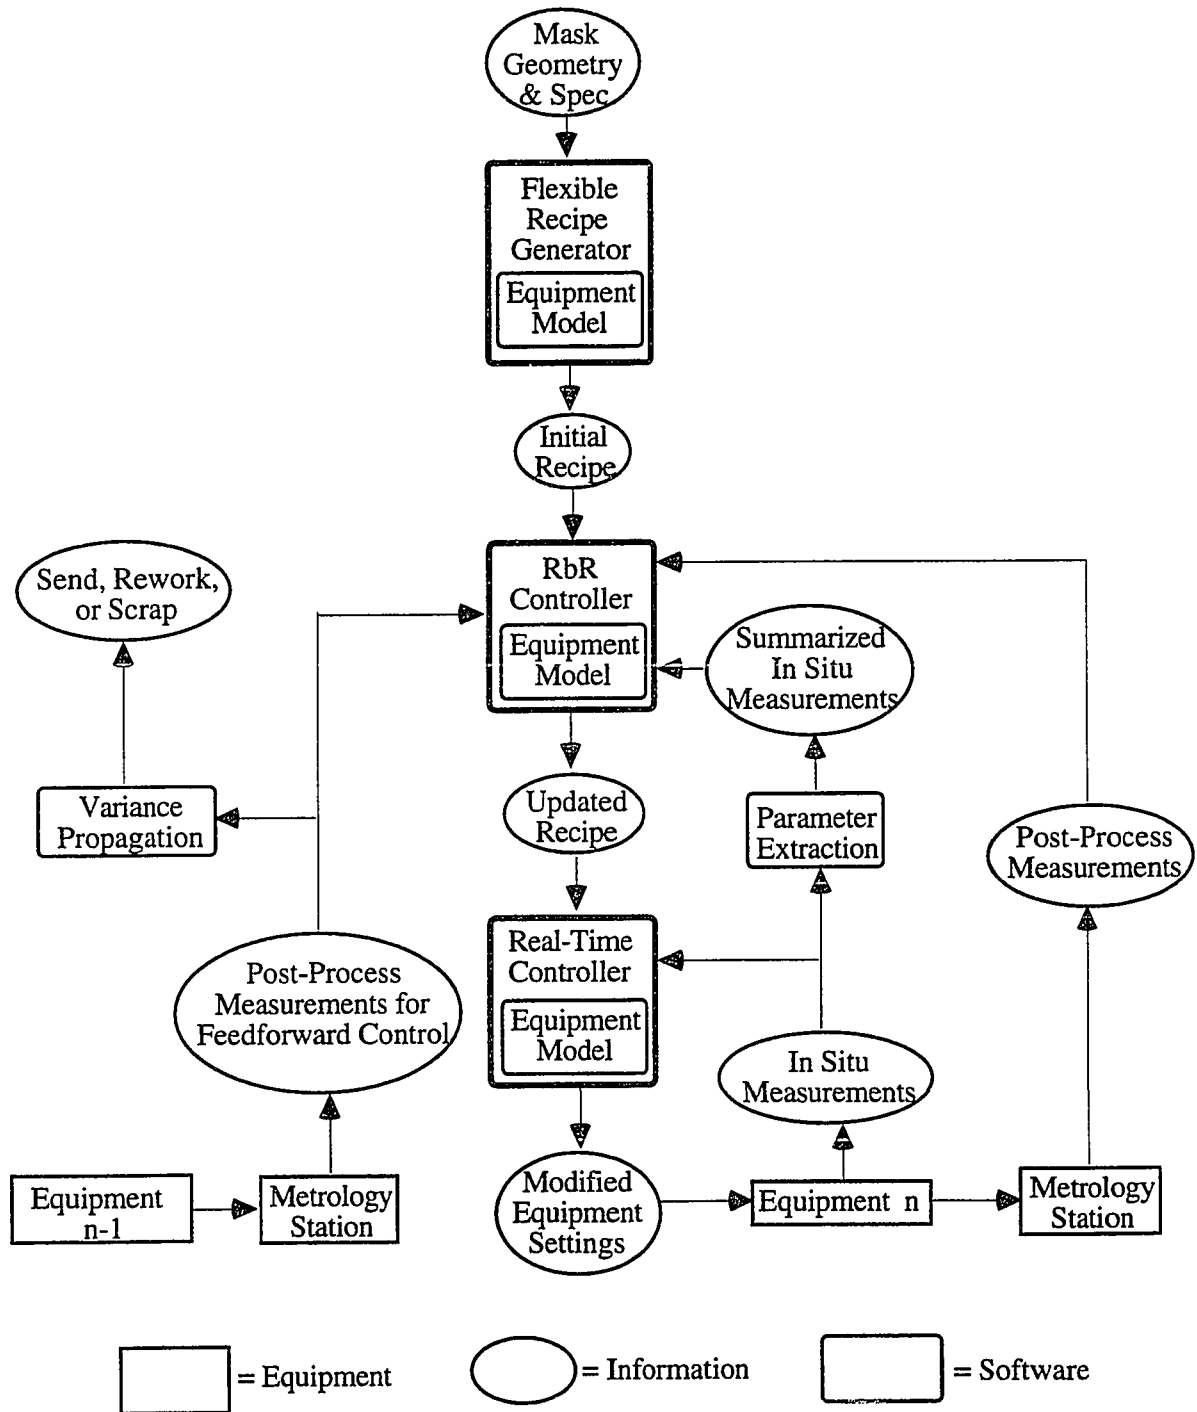 Mask
Geometry
& Spec
Flexible
Recipe
Generator
Equipment
Model
Initial
Recipe
RbR
Controller
Equipment
Model
Send, Rework,
or Scrap
Summarized
In Situ
Measurements
Variance
Propagation
Updated
Recipe
Parameter
Extraction
Post-Process
Measurements
Real-Time
Controller
Equipment
Model
Post-Process
Measurements for
Feedforward Control
In Situ
Measurements
Equipment
n-1
Metrology
Station
Modified
Equipment
Settings
Equipment n
Metrology
Station
= Equipment
= Information
= Software